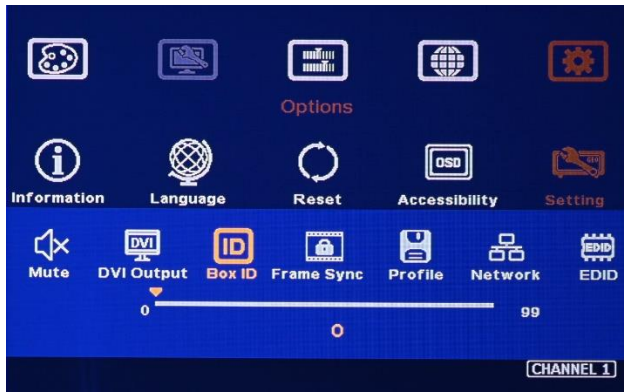 Options
OSD
Information Language Reset Accessibility Setting
DVI ID EDID
Mute DVI Output Box ID Frame Sync Profile Network EDID
0 99
0
CHANNEL 1